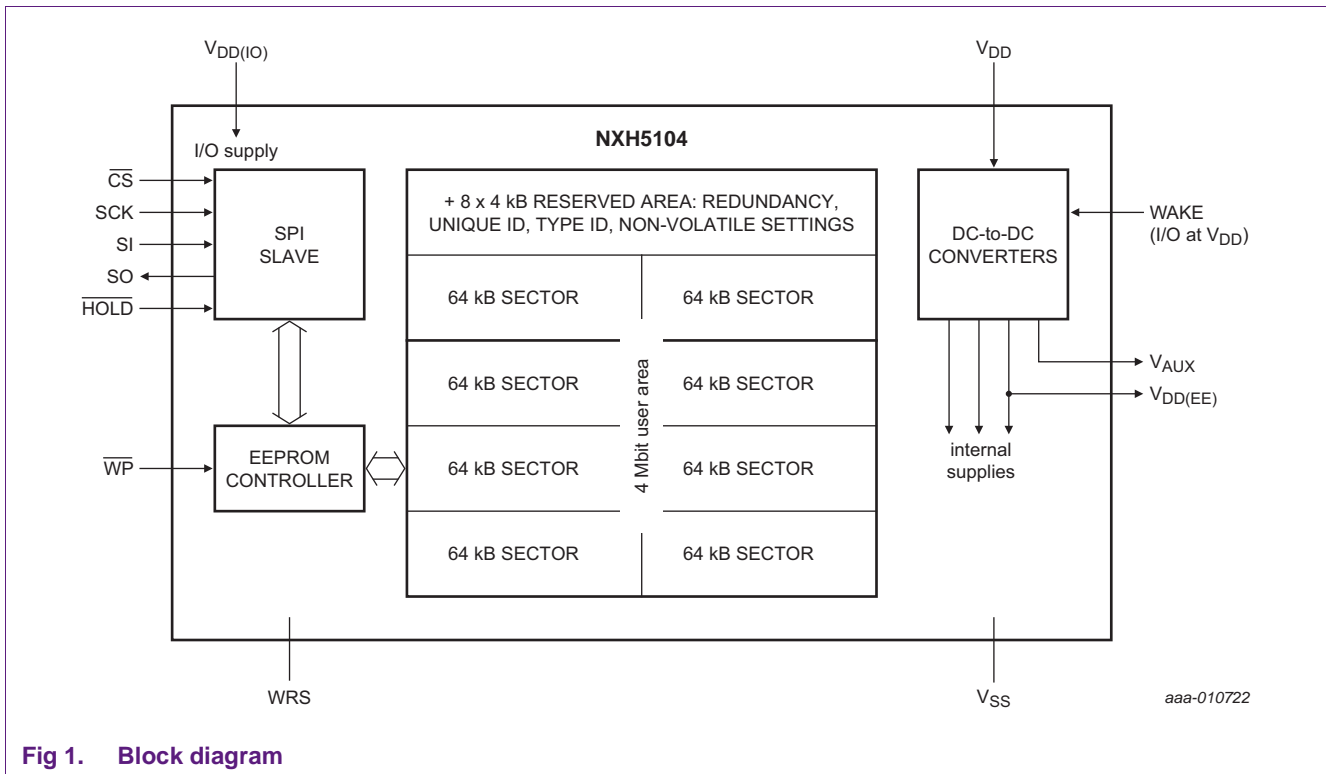 VDD(IO)
VDD
NXH5104
I/O supply
C̅S̅
SCK
SI
SO
H̅O̅L̅D̅
SPI
SLAVE
+ 8 x 4 kB RESERVED AREA: REDUNDANCY,
UNIQUE ID, TYPE ID, NON-VOLATILE SETTINGS
DC-to-DC
CONVERTERS
WAKE
(I/O at VDD)
64 kB SECTOR
64 kB SECTOR
64 kB SECTOR
64 kB SECTOR
64 kB SECTOR
64 kB SECTOR
64 kB SECTOR
64 kB SECTOR
4 Mbit user area
VAUX
VDD(EE)
internal
supplies
W̅P̅
EEPROM
CONTROLLER
WRS
VSS
aaa-010722
Fig 1. Block diagram